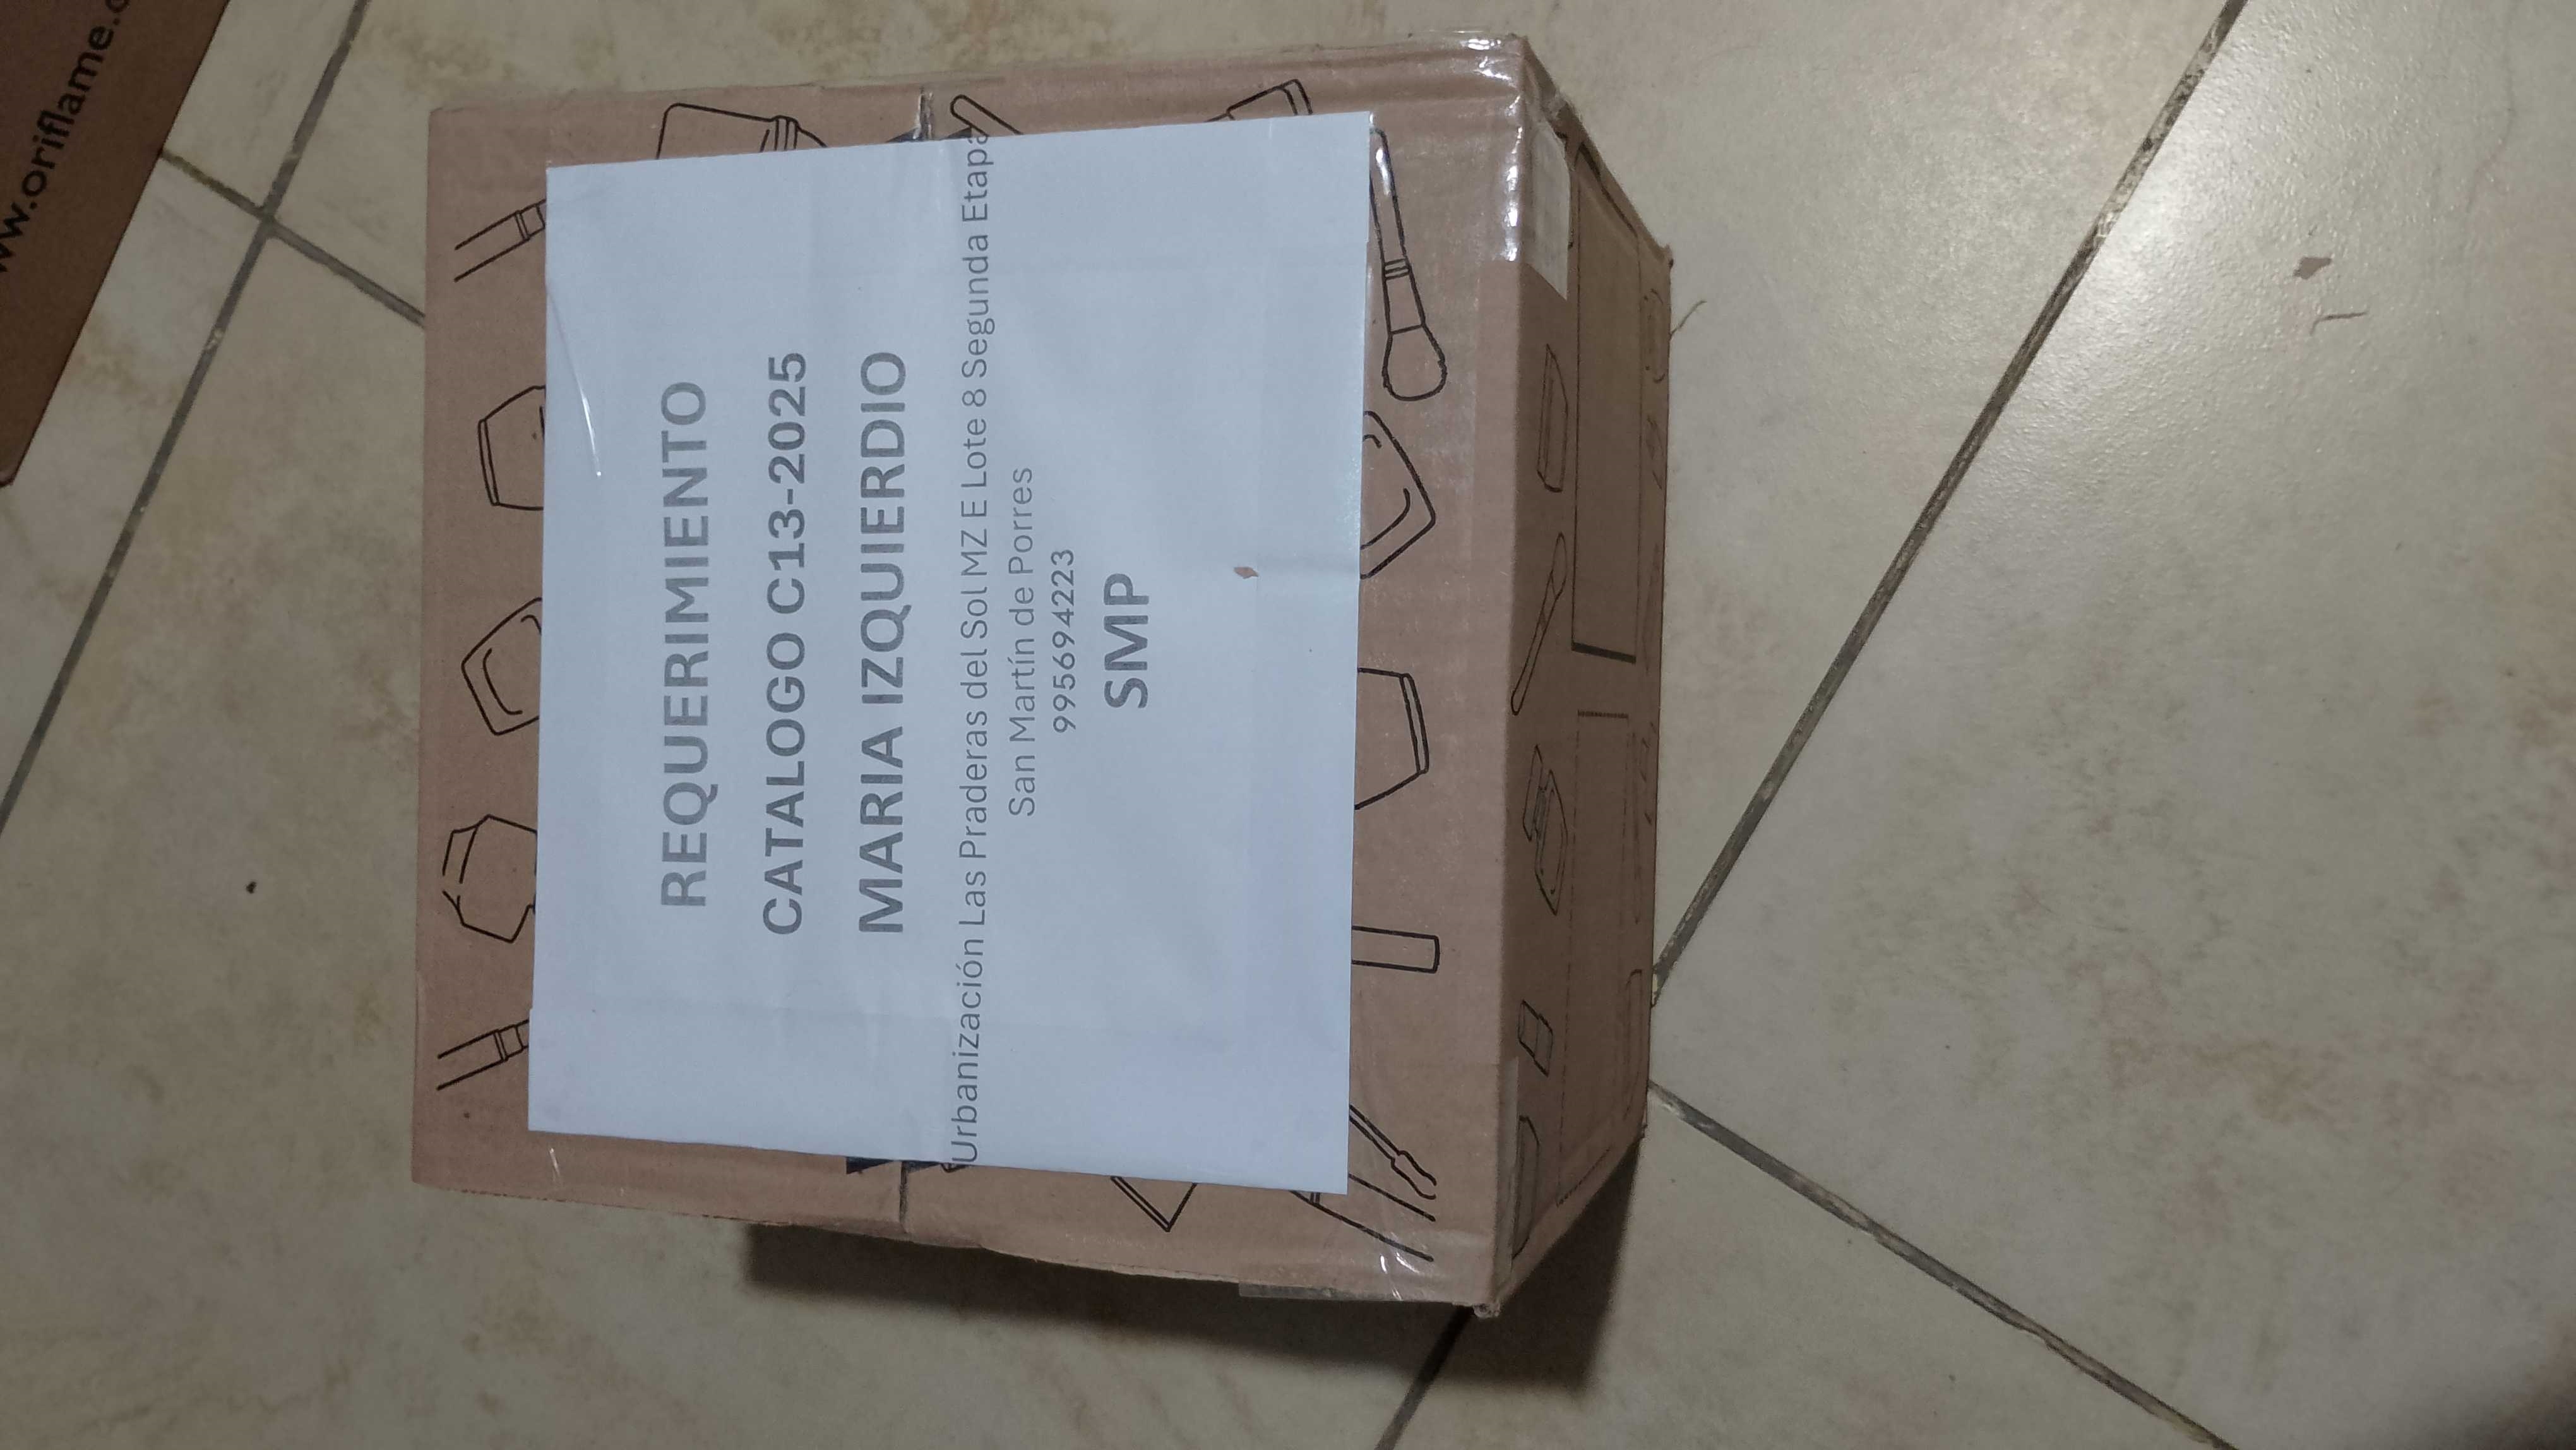 REQUERIMIENTO
CATALOGO C13-2025
MARIA IZQUIERDIO
Urbanización Las Praderas del Sol MZ E Lote 8 Segunda Etapa
San Martín de Porres
995694223
SMP
ww.oriflame.c